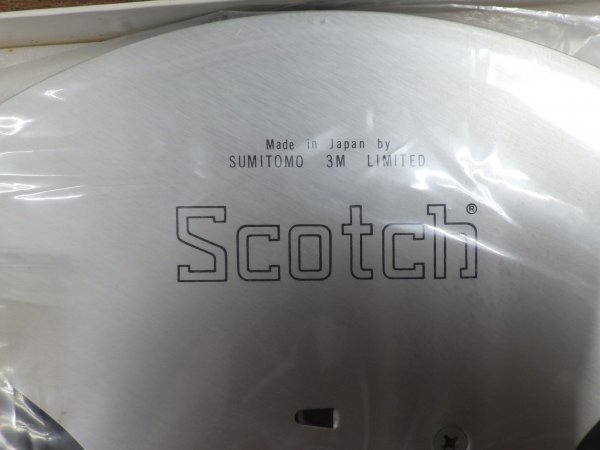 Made in Japan by
SUMITOMO 3M LIMITED
Scotch®